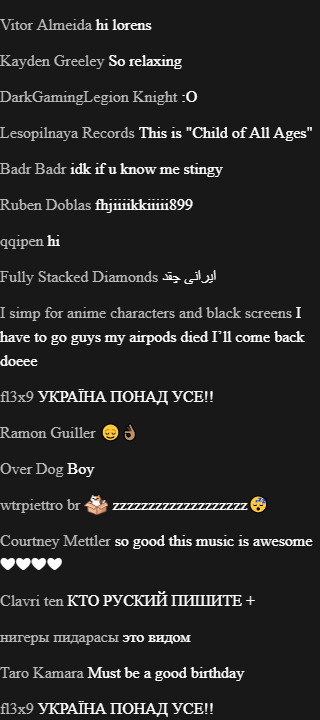 Vitor Almeida hi lorens
Kayden Greeley So relaxing
DarkGamingLegion Knight :O
Lesopilnaya Records This is "Child of All Ages"
Badr Badr idk if u know me stingy
Ruben Doblas fhjiiiikkiiiii899
qqipen hi
Fully Stacked Diamonds ایرانی چقد
I simp for anime characters and black screens I
have to go guys my airpods died I’ll come back
doeee
fl3x9 УКРАЇНА ПОНАД УСЕ!!
Ramon Guiller 😌👌🏾
Over Dog Boy
wtrpiettro br zzzzzzzzzzzzzzzzzzz😴
Courtney Mettler so good this music is awesome
🤍🤍🤍🤍
Clavri ten КТО РУСКИЙ ПИШИТЕ +
нигеры пидарасы это видом
Taro Kamara Must be a good birthday
fl3x9 УКРАЇНА ПОНАД УСЕ!!